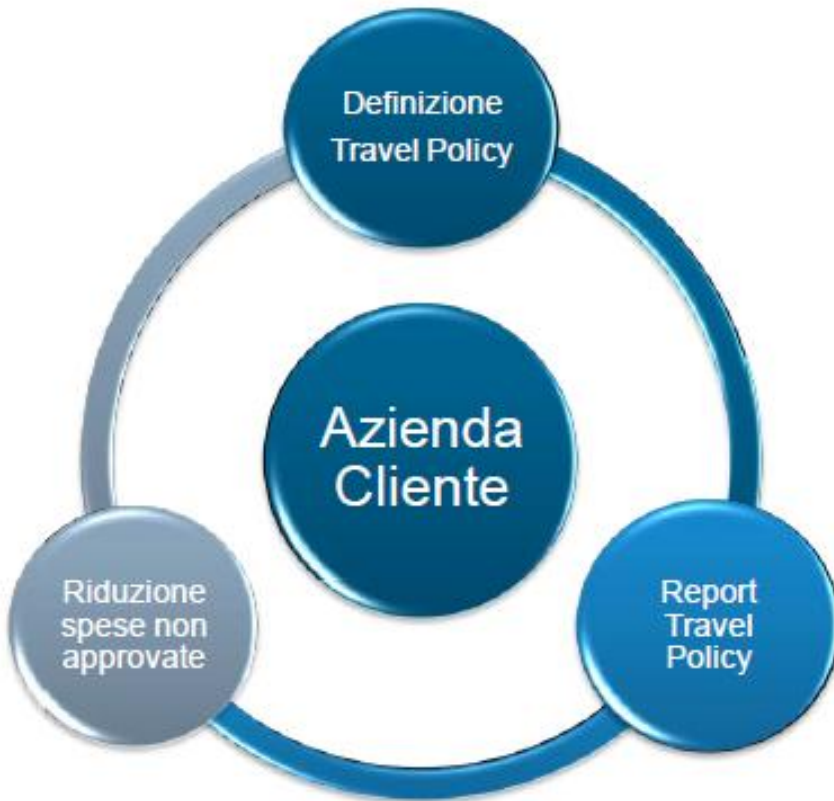 Definizione
Travel Policy
Azienda
Cliente
Riduzione
spese non
approvate
Report
Travel
Policy